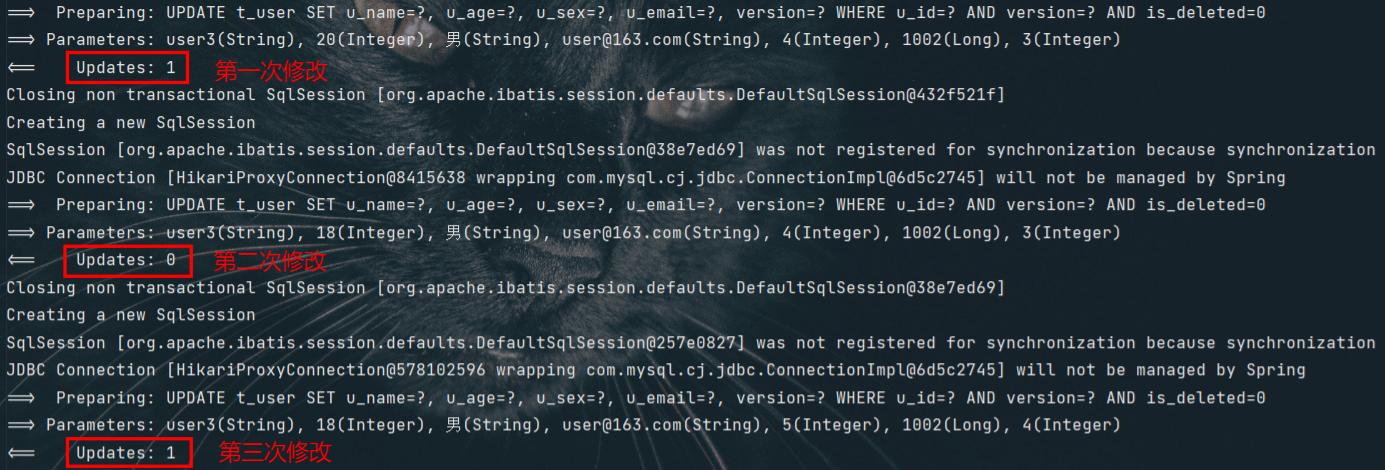 ==> Preparing: UPDATE t_user SET u_name=?, u_age=?, u_sex=?, u_email=?, version=? WHERE u_id=? AND version=? AND is_deleted=0
==> Parameters: user3(String), 20(Integer), 男(String), user@163.com(String), 4(Integer), 1002(Long), 3(Integer)
<== Updates: 1 第一次修改
Closing non transactional SqlSession [org.apache.ibatis.session.defaults.DefaultSqlSession@432f521f]
Creating a new SqlSession
SqlSession [org.apache.ibatis.session.defaults.DefaultSqlSession@38e7ed69] was not registered for synchronization because synchronization
JDBC Connection [HikariProxyConnection@8415638 wrapping com.mysql.cj.jdbc.ConnectionImpl@6d5c2745] will not be managed by Spring
==> Preparing: UPDATE t_user SET u_name=?, u_age=?, u_sex=?, u_email=?, version=? WHERE u_id=? AND version=? AND is_deleted=0
==> Parameters: user3(String), 18(Integer), 男(String), user@163.com(String), 4(Integer), 1002(Long), 3(Integer)
<== Updates: 0 第二次修改
Closing non transactional SqlSession [org.apache.ibatis.session.defaults.DefaultSqlSession@38e7ed69]
Creating a new SqlSession
SqlSession [org.apache.ibatis.session.defaults.DefaultSqlSession@257e0827] was not registered for synchronization because synchronization
JDBC Connection [HikariProxyConnection@578102596 wrapping com.mysql.cj.jdbc.ConnectionImpl@6d5c2745] will not be managed by Spring
==> Preparing: UPDATE t_user SET u_name=?, u_age=?, u_sex=?, u_email=?, version=? WHERE u_id=? AND version=? AND is_deleted=0
==> Parameters: user3(String), 18(Integer), 男(String), user@163.com(String), 5(Integer), 1002(Long), 4(Integer)
<== Updates: 1 第三次修改